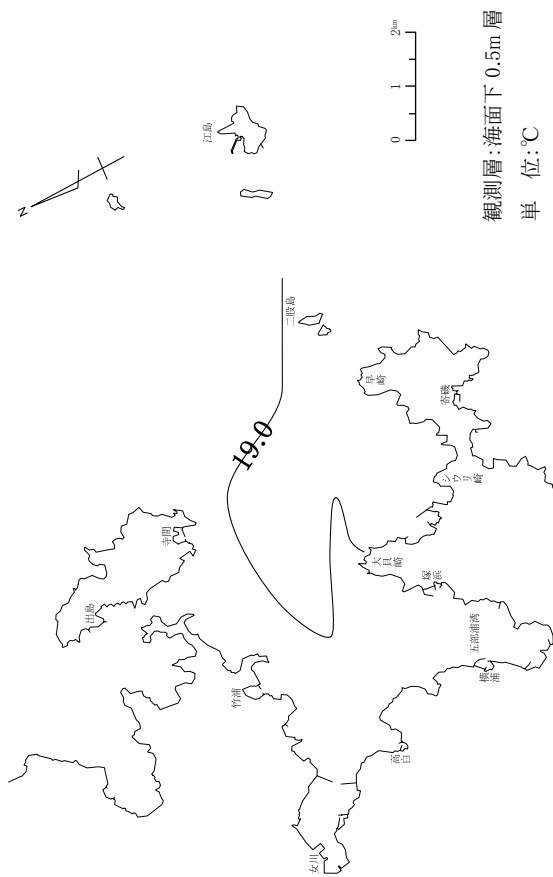 N
江島
0 1 2km
観測層:海面下 0.5m 層
単 位:℃
二股島
19.0
早崎
寄磯
シウリ崎
大貝崎
塚浜
五部浦湾
横浦
高白
寺間
出島
竹浦
女川